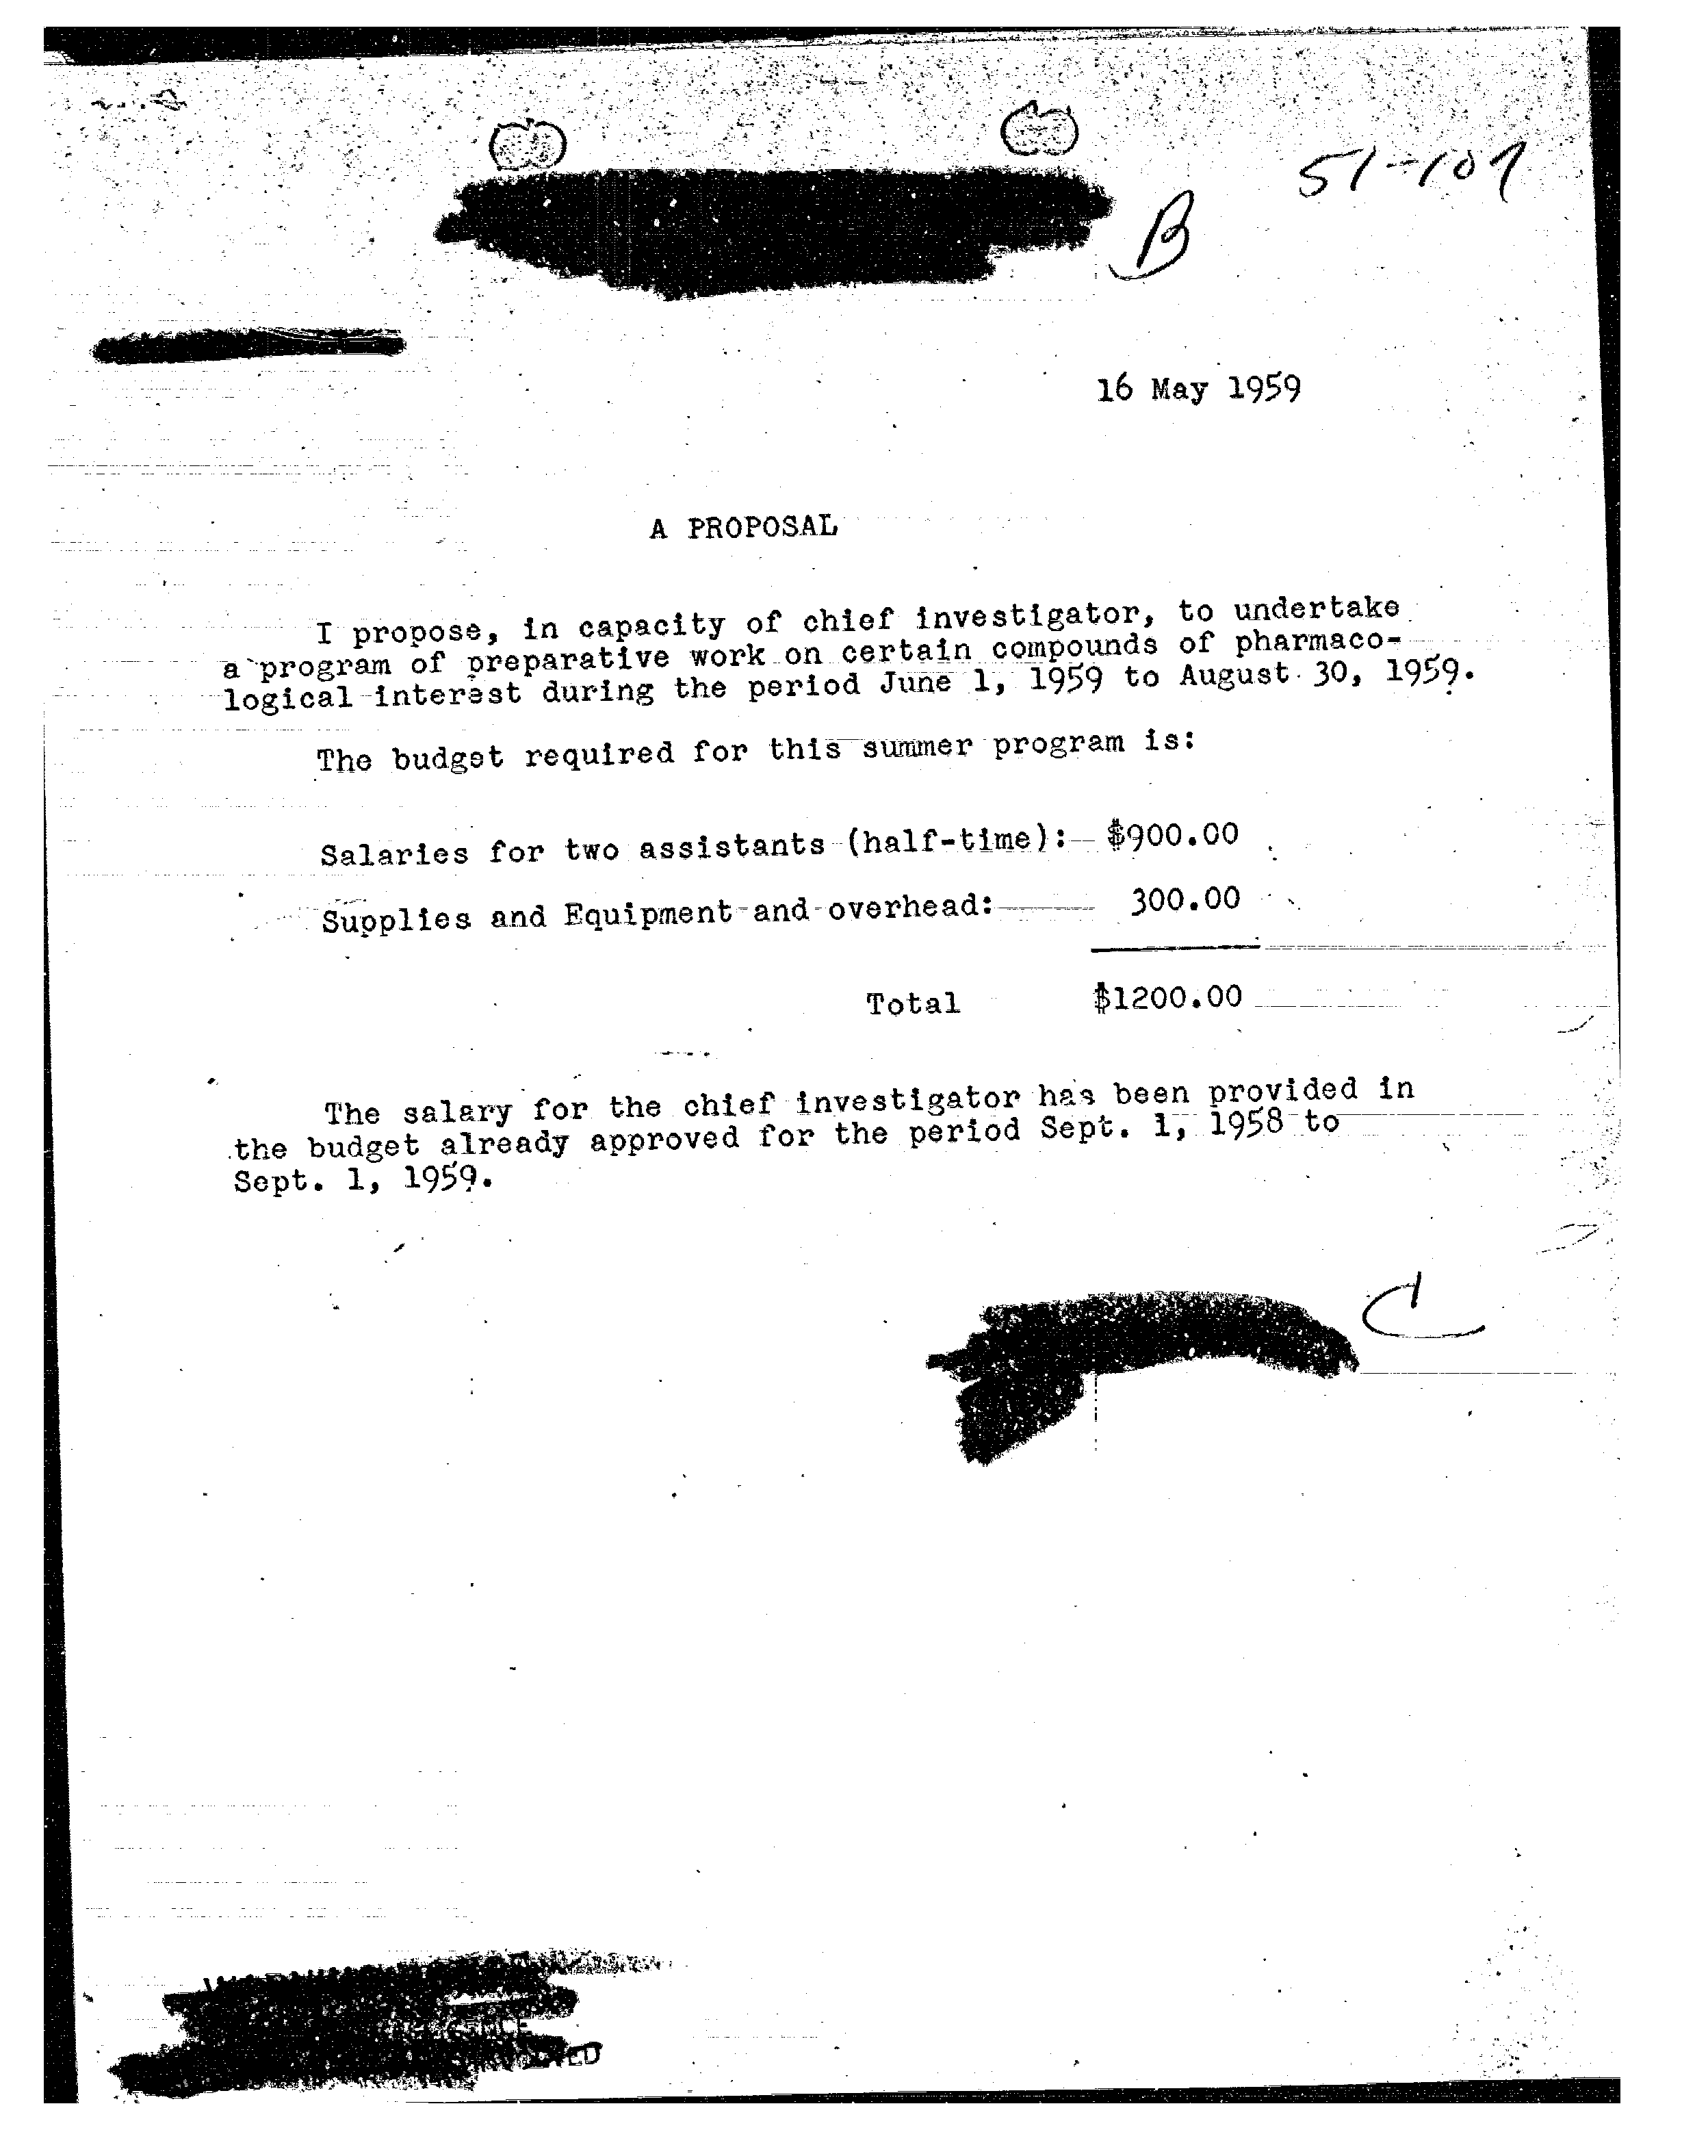 51-107
B
16 May 1959
A PROPOSAL
I propose, in capacity of chief investigator, to undertake
a program of preparative work on certain compounds of pharmaco-
logical interest during the period June 1, 1959 to August 30, 1959.
The budget required for this summer program is:
Salaries for two assistants (half-time): $900.00
Supplies and Equipment and overhead: 300.00
Total $1200.00
The salary for the chief investigator has been provided in
the budget already approved for the period Sept. 1, 1958 to
Sept. 1, 1959.
C